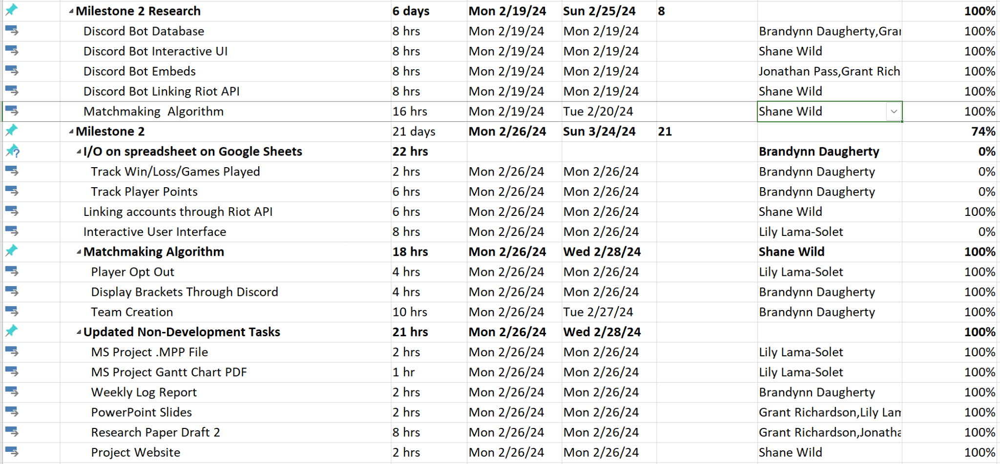 Milestone 2 Research 6 days Mon 2/19/24 Sun 2/25/24 8 100%
Discord Bot Database 8 hrs Mon 2/19/24 Mon 2/19/24 Brandynn Daugherty,Grar 100%
Discord Bot Interactive UI 8 hrs Mon 2/19/24 Mon 2/19/24 Shane Wild 100%
Discord Bot Embeds 8 hrs Mon 2/19/24 Mon 2/19/24 Jonathan Pass,Grant Rich 100%
Discord Bot Linking Riot API 8 hrs Mon 2/19/24 Mon 2/19/24 Shane Wild 100%
Matchmaking  Algorithm 16 hrs Mon 2/19/24 Tue 2/20/24 Shane Wild 100%
Milestone 2 21 days Mon 2/26/24 Sun 3/24/24 21 74%
I/O on spreadsheet on Google Sheets 22 hrs Brandynn Daugherty 0%
Track Win/Loss/Games Played 2 hrs Mon 2/26/24 Mon 2/26/24 Brandynn Daugherty 0%
Track Player Points 6 hrs Mon 2/26/24 Mon 2/26/24 Brandynn Daugherty 0%
Linking accounts through Riot API 6 hrs Mon 2/26/24 Mon 2/26/24 Shane Wild 100%
Interactive User Interface 8 hrs Mon 2/26/24 Mon 2/26/24 Lily Lama-Solet 0%
Matchmaking Algorithm 18 hrs Mon 2/26/24 Wed 2/28/24 Shane Wild 100%
Player Opt Out 4 hrs Mon 2/26/24 Mon 2/26/24 Lily Lama-Solet 100%
Display Brackets Through Discord 4 hrs Mon 2/26/24 Mon 2/26/24 Brandynn Daugherty 100%
Team Creation 10 hrs Mon 2/26/24 Tue 2/27/24 Brandynn Daugherty 100%
Updated Non-Development Tasks 21 hrs Mon 2/26/24 Wed 2/28/24 100%
MS Project .MPP File 2 hrs Mon 2/26/24 Mon 2/26/24 Lily Lama-Solet 100%
MS Project Gantt Chart PDF 1 hr Mon 2/26/24 Mon 2/26/24 Lily Lama-Solet 100%
Weekly Log Report 2 hrs Mon 2/26/24 Mon 2/26/24 Brandynn Daugherty 100%
PowerPoint Slides 2 hrs Mon 2/26/24 Mon 2/26/24 Grant Richardson,Lily Lam 100%
Research Paper Draft 2 8 hrs Mon 2/26/24 Mon 2/26/24 Grant Richardson,Jonatha 100%
Project Website 2 hrs Mon 2/26/24 Mon 2/26/24 Shane Wild 100%